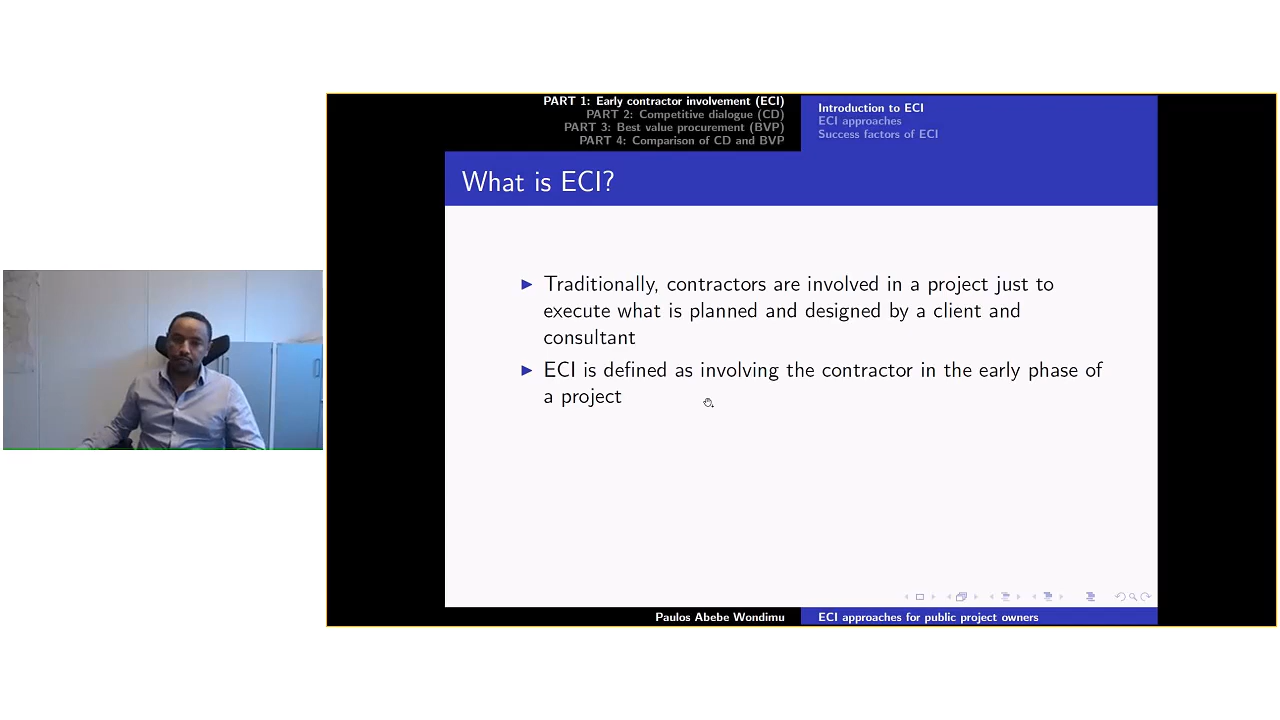 PART 1: Early contractor involvement (ECI)
PART 2: Competitive dialogue (CD)
PART 3: Best value procurement (BVP)
PART 4: Comparison of CD and BVP
Introduction to ECI
ECI approaches
Success factors of ECI
What is ECI?
Traditionally, contractors are involved in a project just to
execute what is planned and designed by a client and
consultant
ECI is defined as involving the contractor in the early phase of
a project
Paulos Abebe Wondimu
ECI approaches for public project owners